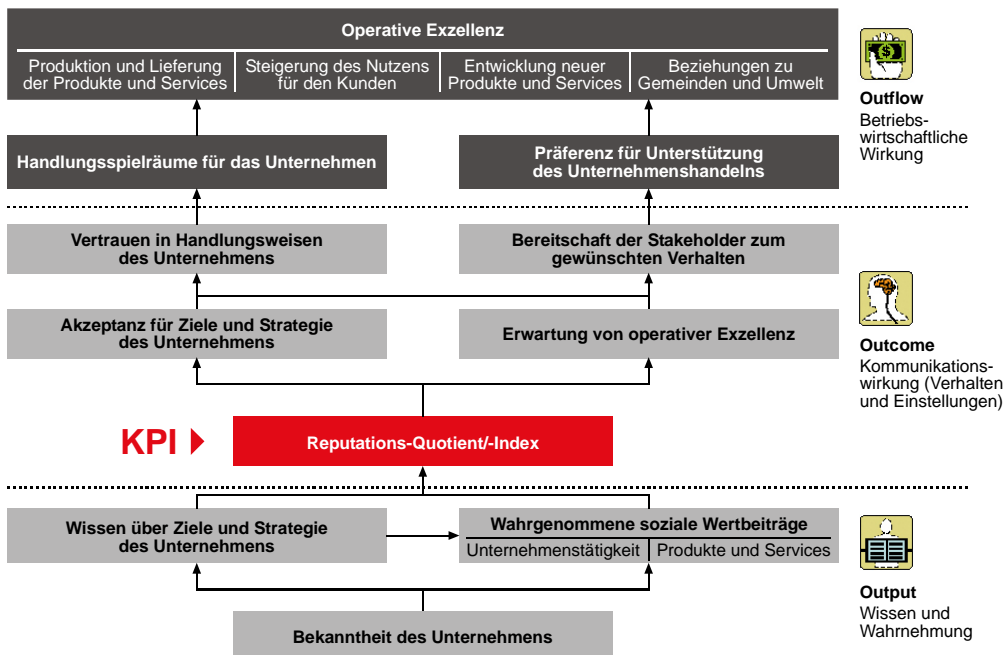 Operative Exzellenz
Produktion und Lieferung
der Produkte und Services
Steigerung des Nutzens
für den Kunden
Entwicklung neuer
Produkte und Services
Beziehungen zu
Gemeinden und Umwelt
$
Outflow
Betriebs-
wirtschaftliche
Wirkung
Handlungsspielräume für das Unternehmen
Präferenz für Unterstützung
des Unternehmenshandelns
Vertrauen in Handlungsweisen
des Unternehmens
Bereitschaft der Stakeholder zum
gewünschten Verhalten
Akzeptanz für Ziele und Strategie
des Unternehmens
Erwartung von operativer Exzellenz
Outcome
Kommunikations-
wirkung (Verhalten
und Einstellungen)
KPI
Reputations-Quotient/-Index
Wissen über Ziele und Strategie
des Unternehmens
Wahrgenommene soziale Wertbeiträge
Unternehmenstätigkeit
Produkte und Services
Output
Wissen und
Wahrnehmung
Bekanntheit des Unternehmens